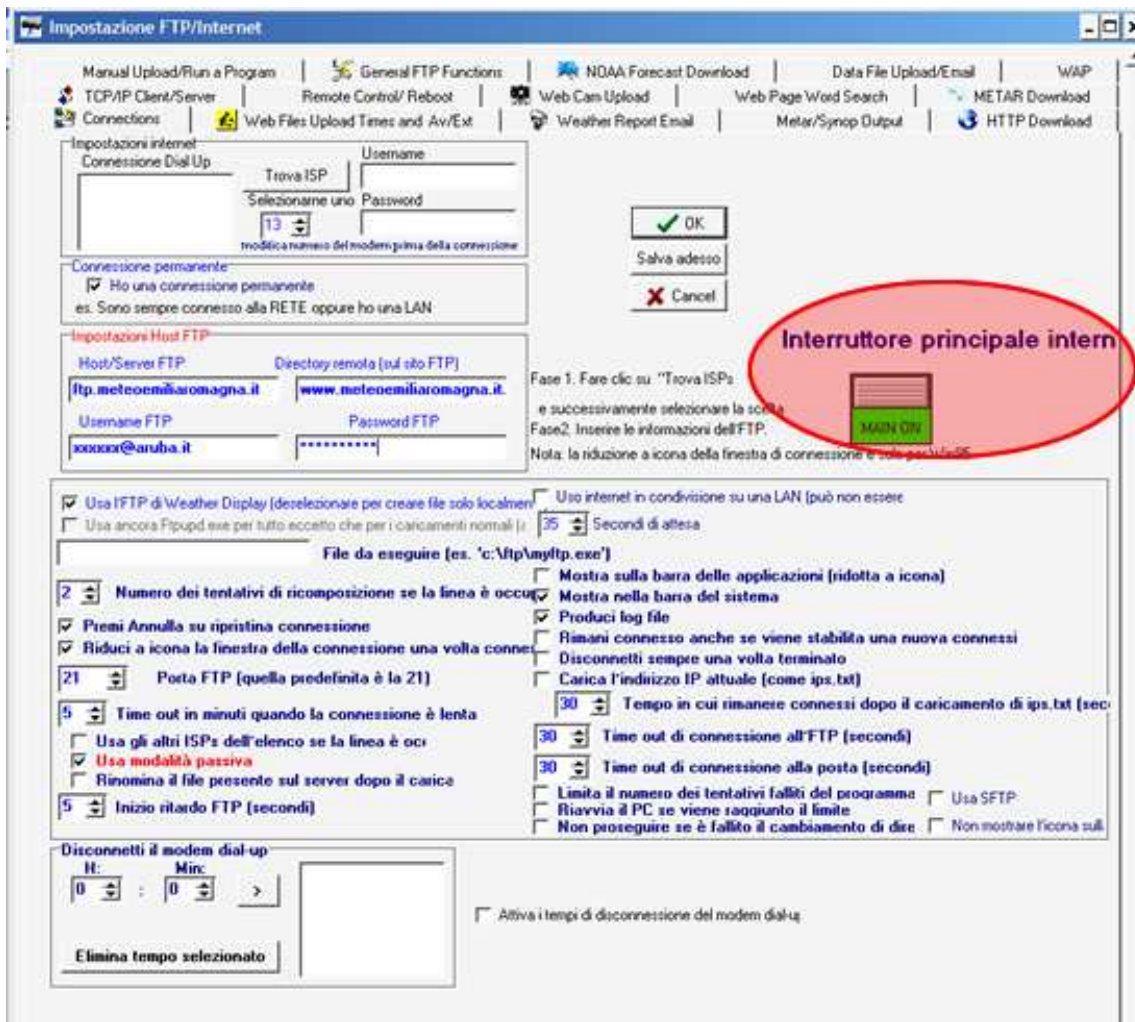 Impostazione FTP/Internet
Manual Upload/Run a Program
General FTP Functions
NOAA Forecast Download
Data File Upload/Email
WAP
TCP/IP Client/Server
Remote Control/ Reboot
Web Cam Upload
Web Page Word Search
METAR Download
Connections
Web Files Upload Times and Av/Ext
Weather Report Email
Metar/Synop Output
HTTP Download
Impostazioni internet
Connessione Dial Up
Username
Trova ISP
Selezionarne uno
Password
13
modifica numero del modem prima della connessione
OK
Salva adesso
Cancel
Connessione permanente
Ho una connessione permanente
es. Sono sempre connesso alla RETE oppure ho una LAN
Impostazioni Host FTP
Host/Server FTP
Directory remota (sul sito FTP)
ftp.meteoemiliaromagna.it
www.meteoemiliaromagna.it.
Username FTP
Password FTP
xxxxxx@aruba.it
**********
Interruttore principale intern
MAIN ON
Fase 1. Fare clic su "Trova ISPs
e successivamente selezionare la scelta
Fase2. Inserire le informazioni dell'FTP.
Nota: la riduzione a icona della finestra di connessione è solo per
Usa l'FTP di Weather Display (deselezionare per creare file solo localmen
Usa ancora Ftpupd.exe per tutto eccetto che per i caricamenti normali
File da eseguire (es. 'c:\ftp\myftp.exe')
2 Numero dei tentativi di ricomposizione se la linea è occu
Premi Annulla su ripristina connessione
Riduci a icona la finestra della connessione una volta connes
21 Porta FTP (quella predefinita è la 21)
5 Time out in minuti quando la connessione è lenta
Usa gli altri ISPs dell'elenco se la linea è occ
Usa modalità passiva
Rinomina il file presente sul server dopo il carica
5 Inizio ritardo FTP (secondi)
Uso internet in condivisione su una LAN (può non essere
35 Secondi di attesa
Mostra sulla barra delle applicazioni (ridotta a icona)
Mostra nella barra del sistema
Produci log file
Rimani connesso anche se viene stabilita una nuova connessi
Disconnetti sempre una volta terminato
Carica l'indirizzo IP attuale (come ips.txt)
30 Tempo in cui rimanere connessi dopo il caricamento di ips.txt (sec
30 Time out di connessione all'FTP (secondi)
30 Time out di connessione alla posta (secondi)
Limita il numero dei tentativi falliti del programma
Usa SFTP
Riavvia il PC se viene raggiunto il limite
Non proseguire se è fallito il cambiamento di dire
Non mostrare l'icona sull
Disconnetti il modem dial-up
H: Min:
0 : 0 >
Elimina tempo selezionato
Attiva i tempi di disconnessione del modem dial-up